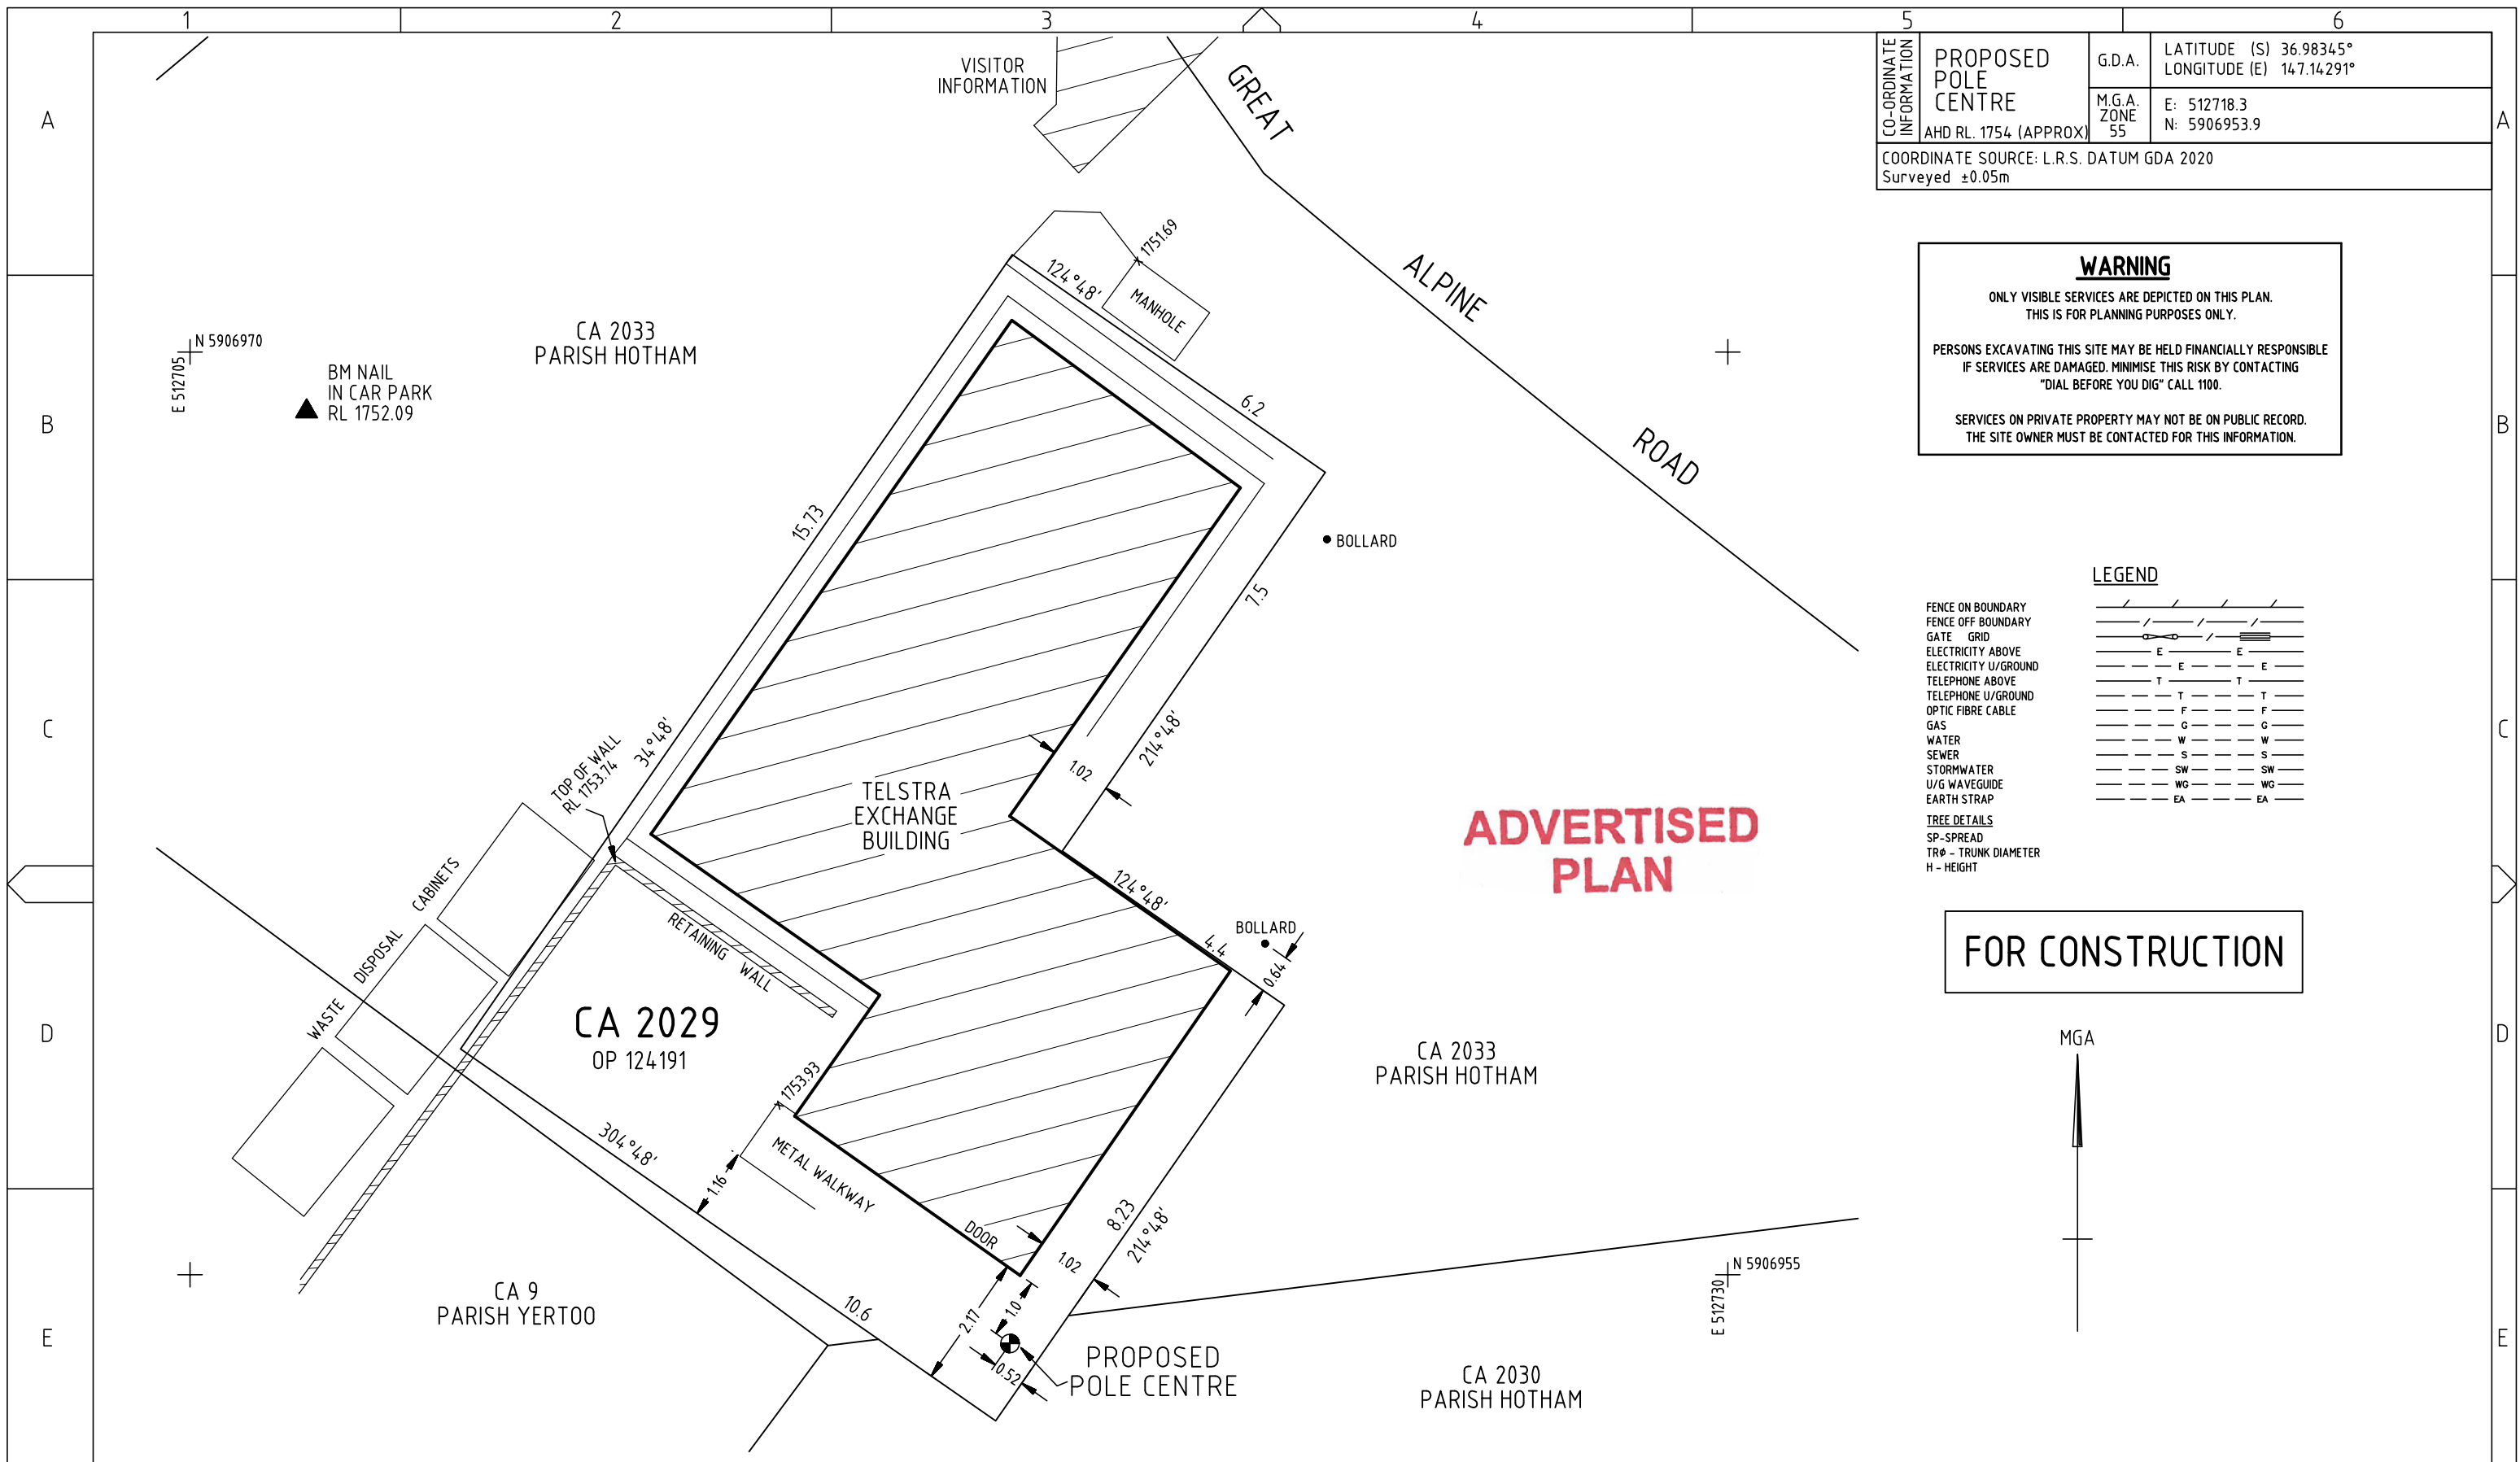 1 2 3 4 5 6
A
B
C
D
E
A
B
C
D
E
CO-ORDINATE
INFORMATION
PROPOSED
POLE
CENTRE
AHD RL. 1754 (APPROX)
G.D.A.
LATITUDE (S) 36.98345°
LONGITUDE (E) 147.14291°
M.G.A.
ZONE
55
E: 512718.3
N: 5906953.9
COORDINATE SOURCE: L.R.S. DATUM GDA 2020
Surveyed ±0.05m
WARNING
ONLY VISIBLE SERVICES ARE DEPICTED ON THIS PLAN.
THIS IS FOR PLANNING PURPOSES ONLY.
PERSONS EXCAVATING THIS SITE MAY BE HELD FINANCIALLY RESPONSIBLE
IF SERVICES ARE DAMAGED. MINIMISE THIS RISK BY CONTACTING
"DIAL BEFORE YOU DIG" CALL 1100.
SERVICES ON PRIVATE PROPERTY MAY NOT BE ON PUBLIC RECORD.
THE SITE OWNER MUST BE CONTACTED FOR THIS INFORMATION.
LEGEND
FENCE ON BOUNDARY
FENCE OFF BOUNDARY
GATE GRID
ELECTRICITY ABOVE E E
ELECTRICITY U/GROUND E E
TELEPHONE ABOVE T T
TELEPHONE U/GROUND T T
OPTIC FIBRE CABLE F F
GAS G G
WATER W W
SEWER S S
STORMWATER SW SW
U/G WAVEGUIDE WG WG
EARTH STRAP EA EA
TREE DETAILS
SP-SPREAD
TRØ - TRUNK DIAMETER
H - HEIGHT
FOR CONSTRUCTION
MGA
ADVERTISED
PLAN
VISITOR
INFORMATION
GREAT
ALPINE
ROAD
x 1751.69
124°48'
MANHOLE
6.2
CA 2033
PARISH HOTHAM
N 5906970
E 512705
BM NAIL
IN CAR PARK
RL 1752.09
BOLLARD
15.73
7.5
34°48'
214°48'
TOP OF WALL
RL 1753.74
1.02
TELSTRA
EXCHANGE
BUILDING
124°48'
4.4
BOLLARD
0.64
WASTE DISPOSAL CABINETS
RETAINING WALL
CA 2029
OP 124191
CA 2033
PARISH HOTHAM
x 1753.93
304°48'
1.16
METAL WALKWAY
DOOR
8.23
214°48'
1.02
CA 9
PARISH YERTOO
10.6
2.17
1.0
0.52
PROPOSED
POLE CENTRE
N 5906955
E 512730
CA 2030
PARISH HOTHAM